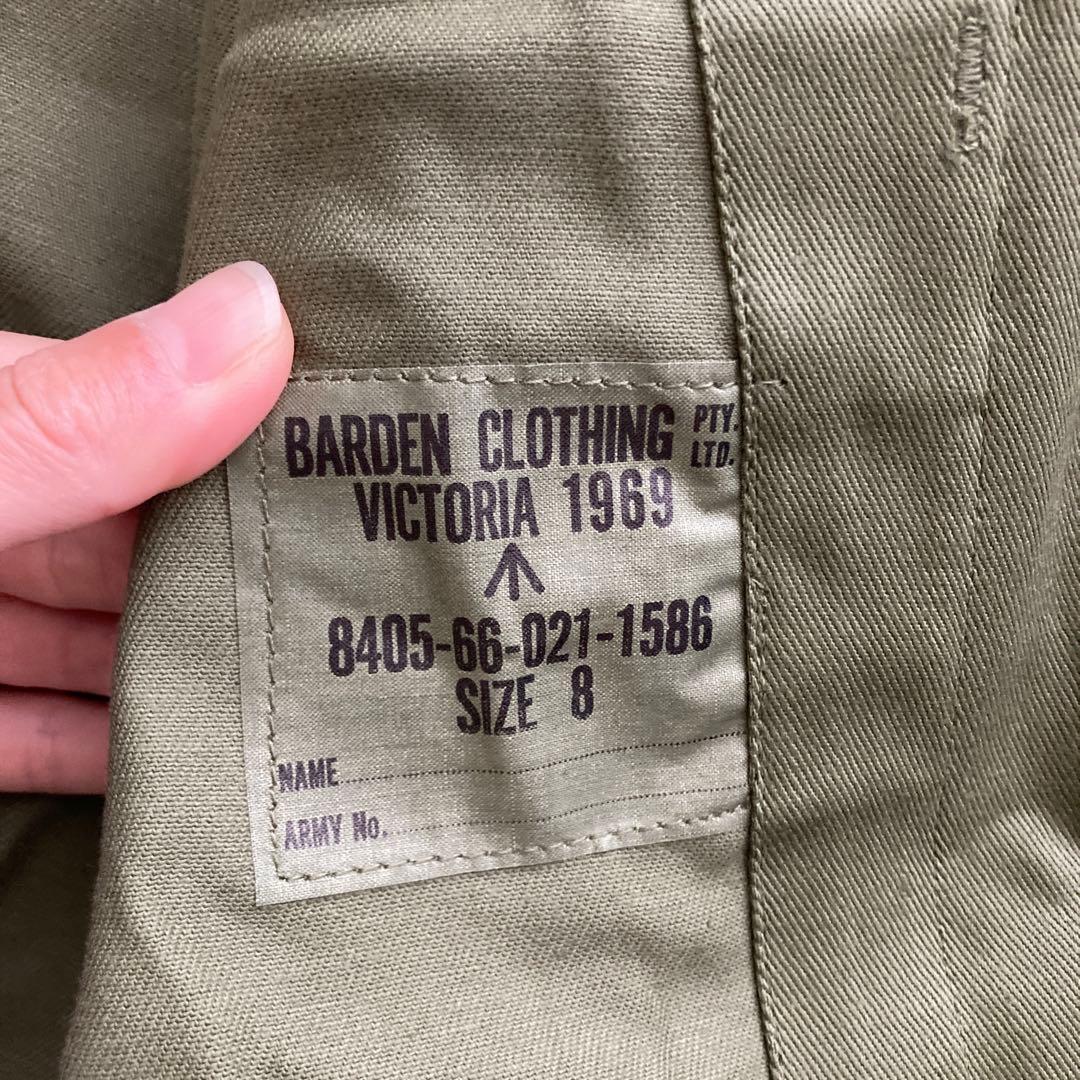 BARDEN CLOTHING PTY. LTD.
VICTORIA 1969
8405-66-021-1586
SIZE 8
NAME
ARMY No.